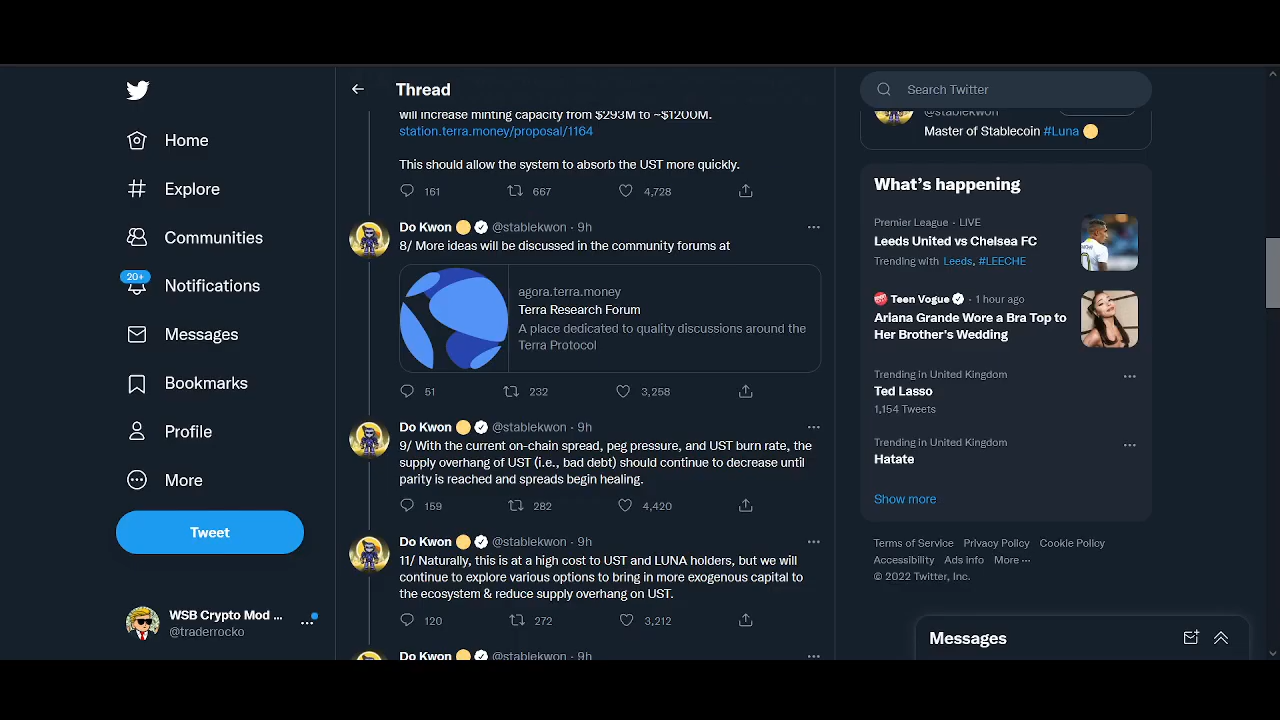 Home
Explore
Communities
20+
Notifications
Messages
Bookmarks
Profile
More
Tweet
WSB Crypto Mod ...
@traderrocko
Thread
will increase minting capacity from $293M to ~$1200M.
station.terra.money/proposal/1164
This should allow the system to absorb the UST more quickly.
161 667 4,728
Do Kwon @stablekwon · 9h
8/ More ideas will be discussed in the community forums at
agora.terra.money
Terra Research Forum
A place dedicated to quality discussions around the
Terra Protocol
51 232 3,258
Do Kwon @stablekwon · 9h
9/ With the current on-chain spread, peg pressure, and UST burn rate, the
supply overhang of UST (i.e., bad debt) should continue to decrease until
parity is reached and spreads begin healing.
159 282 4,420
Do Kwon @stablekwon · 9h
11/ Naturally, this is at a high cost to UST and LUNA holders, but we will
continue to explore various options to bring in more exogenous capital to
the ecosystem & reduce supply overhang on UST.
120 272 3,212
Do Kwon @stablekwon · 9h
Search Twitter
@stablekwon
Master of Stablecoin #Luna
What's happening
Premier League · LIVE
Leeds United vs Chelsea FC
Trending with Leeds, #LEECHE
Teen Vogue · 1 hour ago
Ariana Grande Wore a Bra Top to
Her Brother's Wedding
Trending in United Kingdom
Ted Lasso
1,154 Tweets
Trending in United Kingdom
Hatate
Show more
Terms of Service Privacy Policy Cookie Policy
Accessibility Ads info More ···
© 2022 Twitter, Inc.
Messages